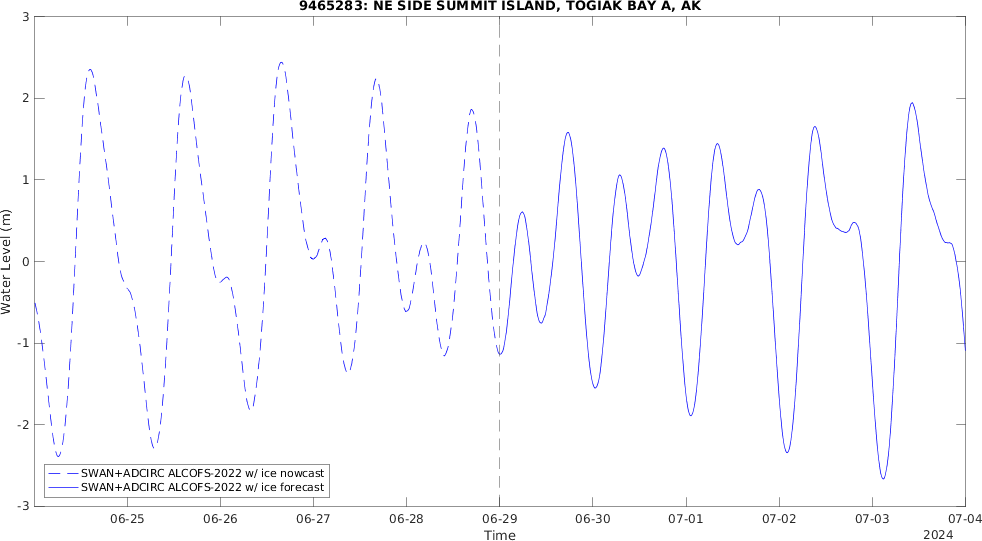 9465283: NE SIDE SUMMIT ISLAND, TOGIAK BAY A, AK
3
2
1
0
-1
-2
-3
Water Level (m)
SWAN+ADCIRC ALCOFS-2022 w/ ice nowcast
SWAN+ADCIRC ALCOFS-2022 w/ ice forecast
06-25 06-26 06-27 06-28 06-29 06-30 07-01 07-02 07-03 07-04
Time
2024